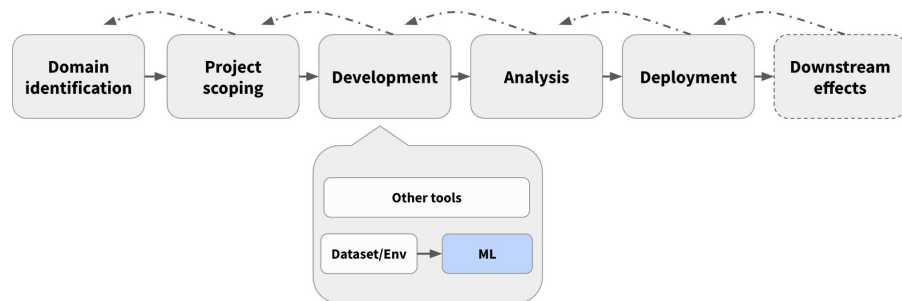 Domain
identification
Project
scoping
Development
Analysis
Deployment
Downstream
effects
Other tools
Dataset/Env
ML